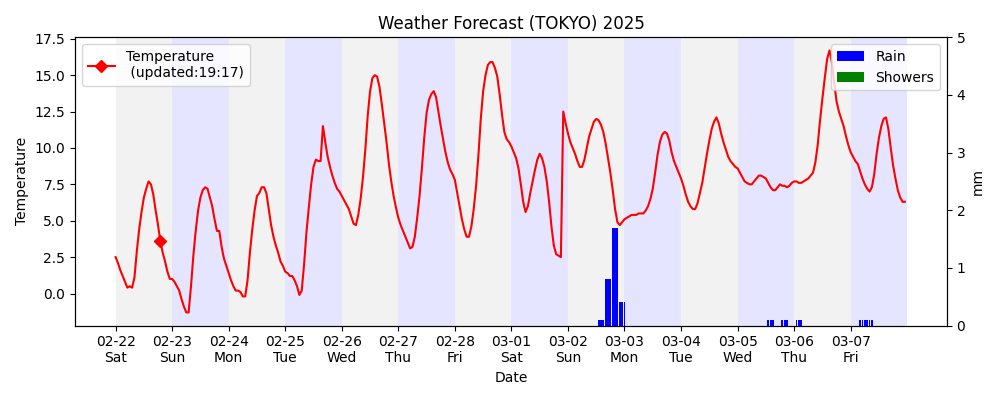 Weather Forecast (TOKYO) 2025
Temperature
(updated:19:17)
Rain
Showers
Temperature
17.5
15.0
12.5
10.0
7.5
5.0
2.5
0.0
5
4
3
2
1
0
mm
02-22 02-23 02-24 02-25 02-26 02-27 02-28 03-01 03-02 03-03 03-04 03-05 03-06 03-07
Sat Sun Mon Tue Wed Thu Fri Sat Sun Mon Tue Wed Thu Fri
Date